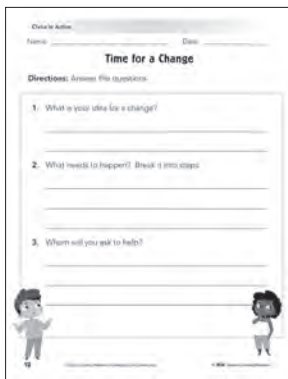 Civics in Action
Name: Date:
Time for a Change
Directions: Answer the questions.
1. What is your idea for a change?
2. What needs to happen? Break it into steps.
3. Whom will you ask to help?